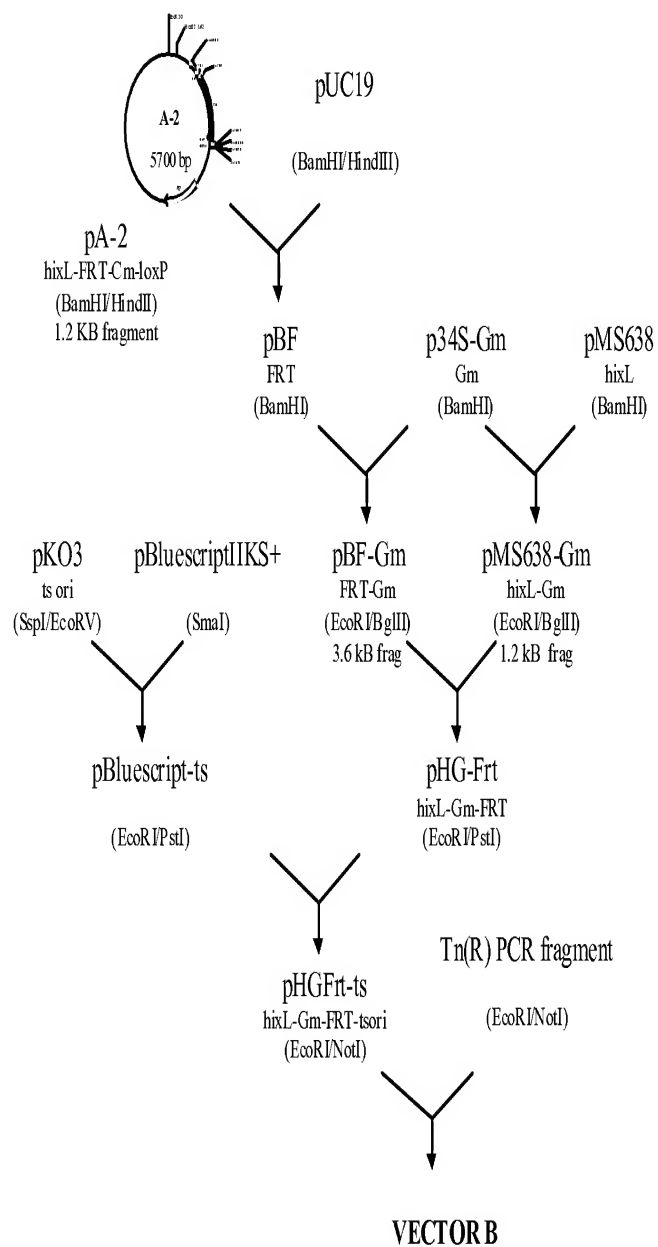 A-2
5700 bp
pUC19
(BamHI/HindIII)
pA-2
hixL-FRT-Cm-loxP
(BamHI/HindII)
1.2 KB fragment
pBF
FRT
(BamHI)
p34S-Gm
Gm
(BamHI)
pMS638
hixL
(BamHI)
pKO3
ts ori
(SspI/EcoRV)
pBluescriptIIKS+
(SmaI)
pBF-Gm
FRT-Gm
(EcoRI/BglII)
3.6 kB frag
pMS638-Gm
hixL-Gm
(EcoRI/BglII)
1.2 kB frag
pBluescript-ts
(EcoRI/PstI)
pHG-Frt
hixL-Gm-FRT
(EcoRI/PstI)
pHGFrt-ts
hixL-Gm-FRT-tsori
(EcoRI/NotI)
Tn(R) PCR fragment
(EcoRI/NotI)
VECTOR B